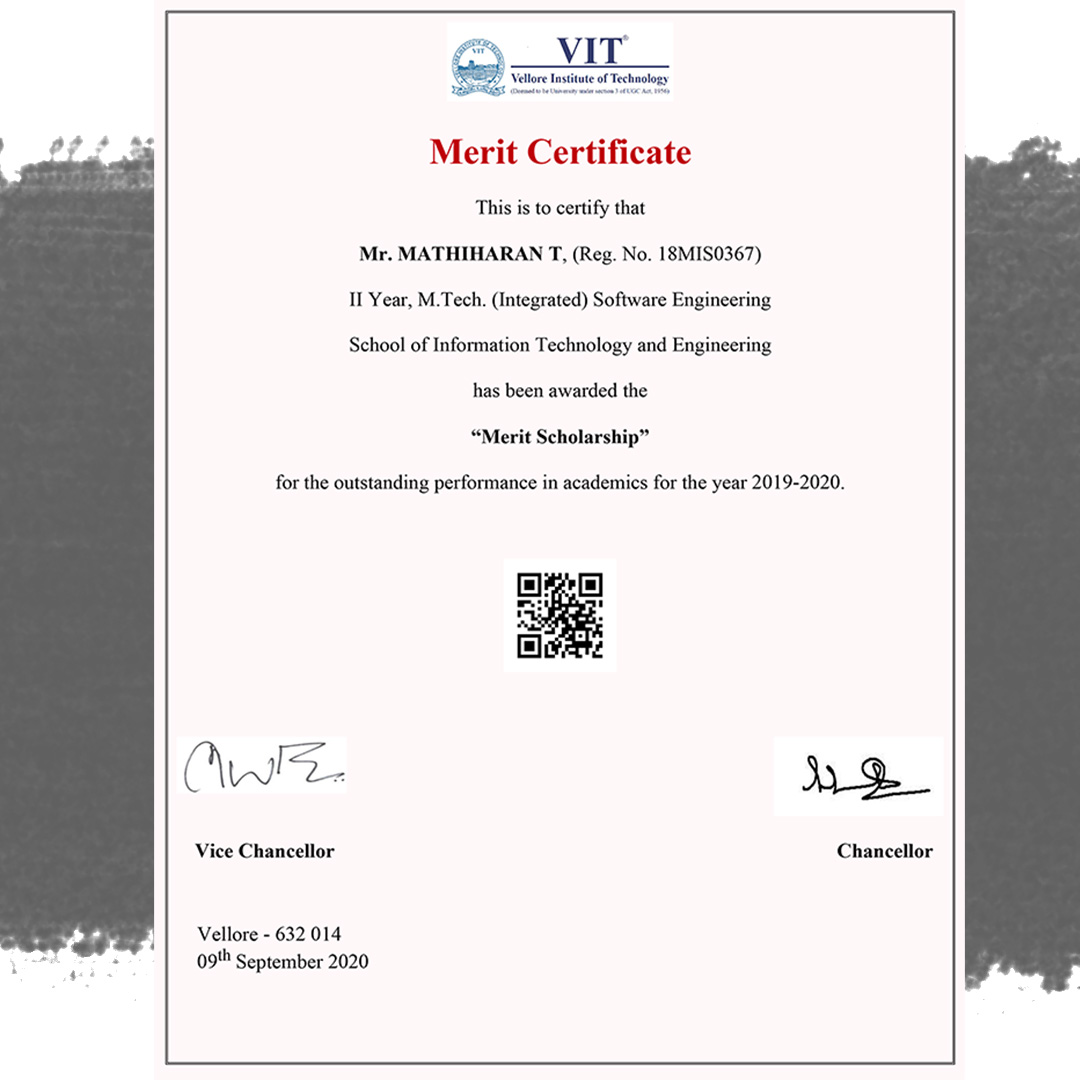 VIT®
Vellore Institute of Technology
(Deemed to be University under section 3 of UGC Act, 1956)
Merit Certificate
This is to certify that
Mr. MATHIHARAN T, (Reg. No. 18MIS0367)
II Year, M.Tech. (Integrated) Software Engineering
School of Information Technology and Engineering
has been awarded the
“Merit Scholarship”
for the outstanding performance in academics for the year 2019-2020.
Vice Chancellor
Chancellor
Vellore - 632 014
09th September 2020